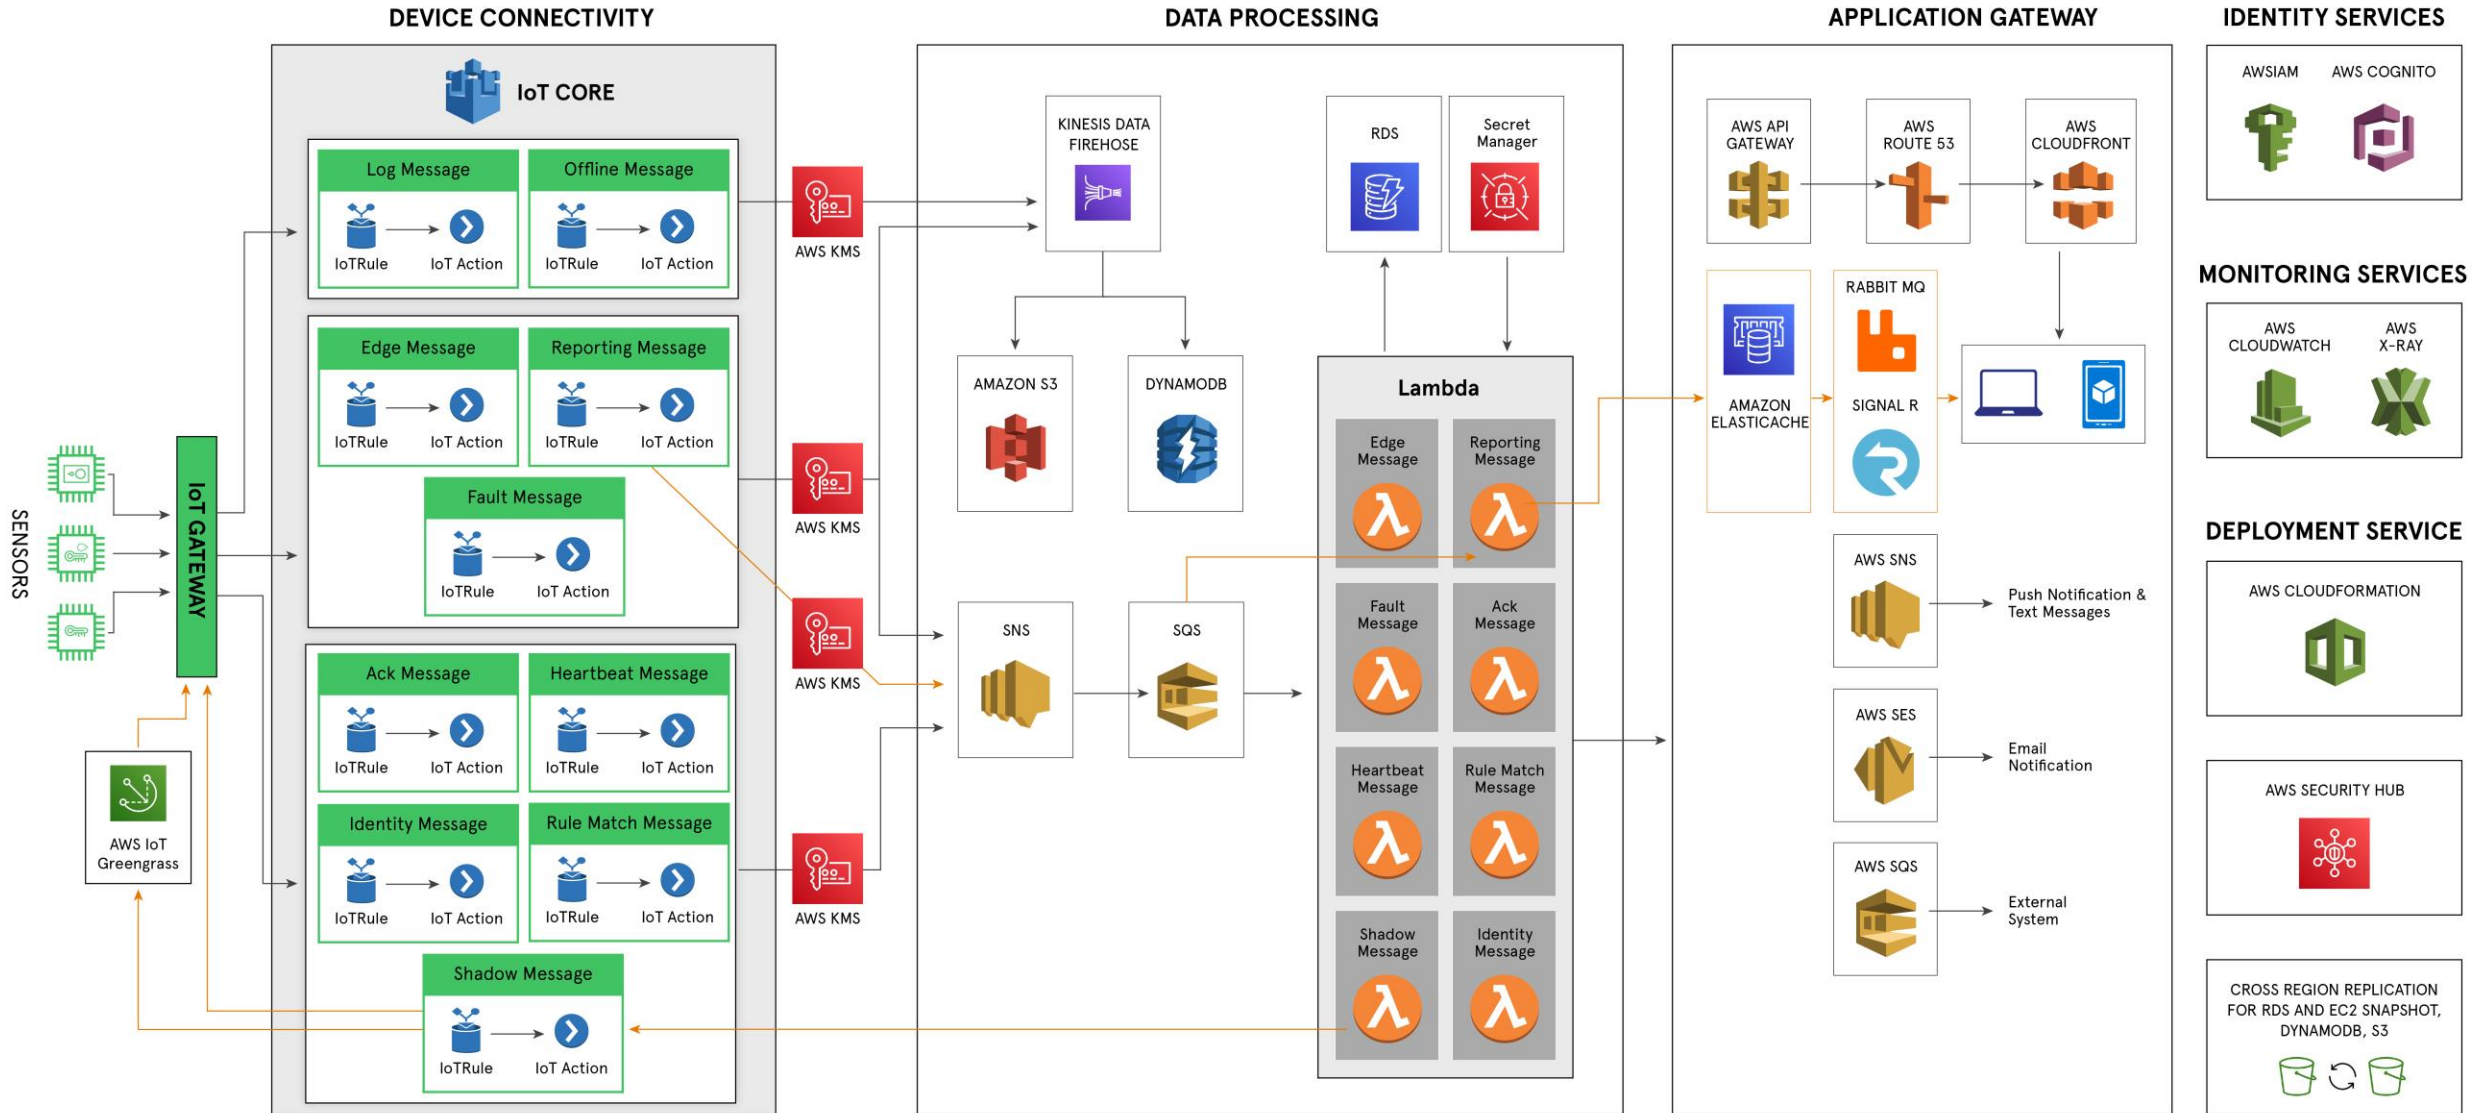 DEVICE CONNECTIVITY
DATA PROCESSING
APPLICATION GATEWAY
IDENTITY SERVICES
SENSORS
IoT GATEWAY
AWS IoT
Greengrass
IoT CORE
Log Message
IoTRule
IoT Action
Offline Message
IoTRule
IoT Action
Edge Message
IoTRule
IoT Action
Reporting Message
IoTRule
IoT Action
Fault Message
IoTRule
IoT Action
Ack Message
IoTRule
IoT Action
Heartbeat Message
IoTRule
IoT Action
Identity Message
IoTRule
IoT Action
Rule Match Message
IoTRule
IoT Action
Shadow Message
IoTRule
IoT Action
AWS KMS
AWS KMS
AWS KMS
AWS KMS
KINESIS DATA
FIREHOSE
RDS
Secret
Manager
AMAZON S3
DYNAMODB
SNS
SQS
Lambda
Edge
Message
Reporting
Message
Fault
Message
Ack
Message
Heartbeat
Message
Rule Match
Message
Shadow
Message
Identity
Message
AWS API
GATEWAY
AWS
ROUTE 53
AWS
CLOUDFRONT
AMAZON
ELASTICACHE
RABBIT MQ
SIGNAL R
AWS SNS
Push Notification &
Text Messages
AWS SES
Email
Notification
AWS SQS
External
System
AWSIAM
AWS COGNITO
MONITORING SERVICES
AWS
CLOUDWATCH
AWS
X-RAY
DEPLOYMENT SERVICE
AWS CLOUDFORMATION
AWS SECURITY HUB
CROSS REGION REPLICATION
FOR RDS AND EC2 SNAPSHOT,
DYNAMODB, S3